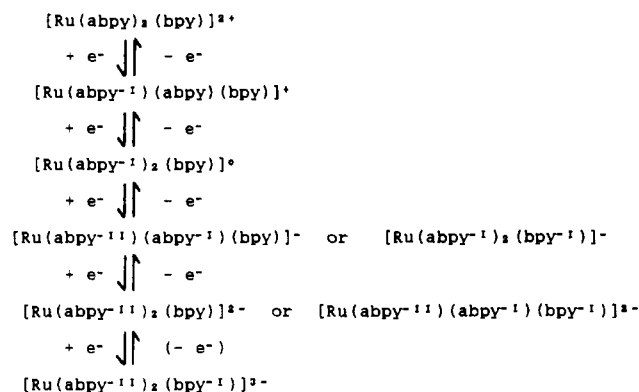 [Ru(abpy)₂(bpy)]²⁺
+ e⁻ - e⁻
[Ru(abpy⁻ᴵ)(abpy)(bpy)]⁺
+ e⁻ - e⁻
[Ru(abpy⁻ᴵ)₂(bpy)]⁰
+ e⁻ - e⁻
[Ru(abpy⁻ᴵᴵ)(abpy⁻ᴵ)(bpy)]⁻ or [Ru(abpy⁻ᴵ)₂(bpy⁻ᴵ)]⁻
+ e⁻ - e⁻
[Ru(abpy⁻ᴵᴵ)₂(bpy)]²⁻ or [Ru(abpy⁻ᴵᴵ)(abpy⁻ᴵ)(bpy⁻ᴵ)]²⁻
+ e⁻ (- e⁻)
[Ru(abpy⁻ᴵᴵ)₂(bpy⁻ᴵ)]³⁻